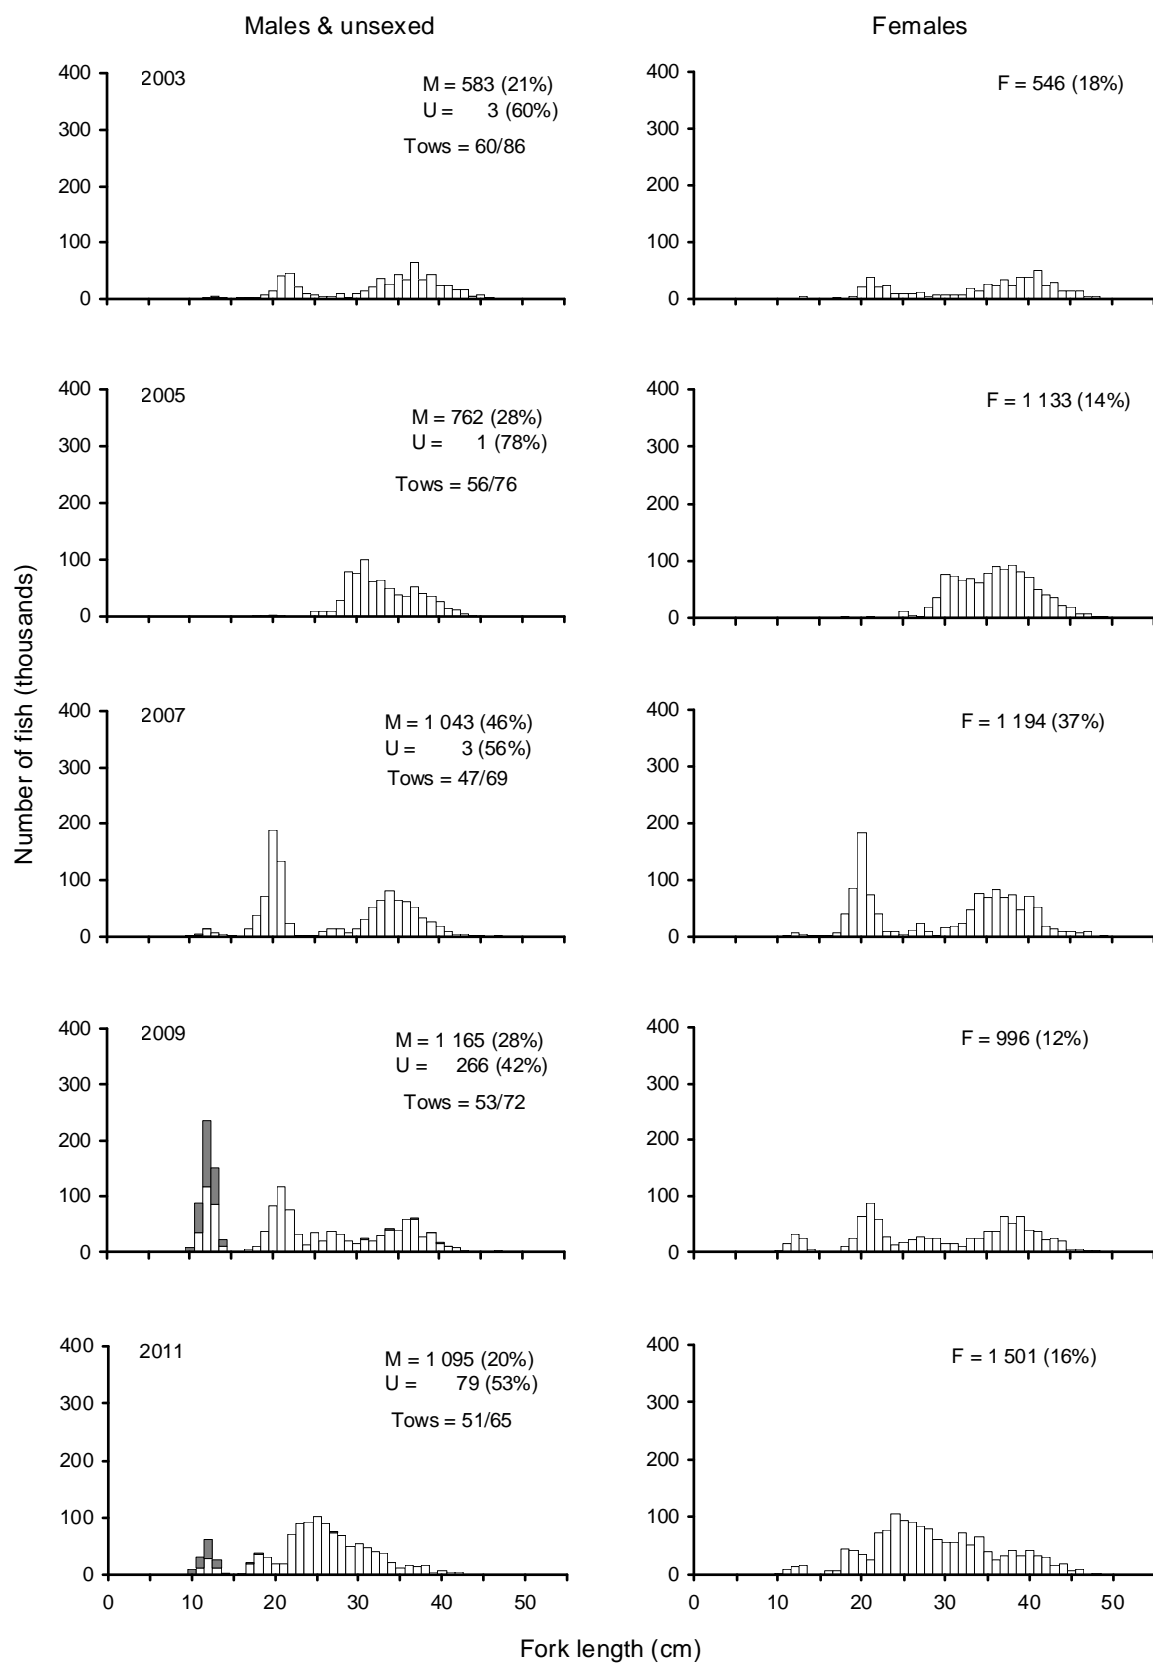 Males & unsexed
Females
2003
M = 583 (21%)
U = 3 (60%)
Tows = 60/86
400
300
200
100
0
F = 546 (18%)
400
300
200
100
0
2005
M = 762 (28%)
U = 1 (78%)
Tows = 56/76
400
300
200
100
0
F = 1 133 (14%)
400
300
200
100
0
Number of fish (thousands)
2007
M = 1 043 (46%)
U = 3 (56%)
Tows = 47/69
400
300
200
100
0
F = 1 194 (37%)
400
300
200
100
0
2009
M = 1 165 (28%)
U = 266 (42%)
Tows = 53/72
400
300
200
100
0
F = 996 (12%)
400
300
200
100
0
2011
M = 1 095 (20%)
U = 79 (53%)
Tows = 51/65
400
300
200
100
0
0 10 20 30 40 50
F = 1 501 (16%)
400
300
200
100
0
0 10 20 30 40 50
Fork length (cm)